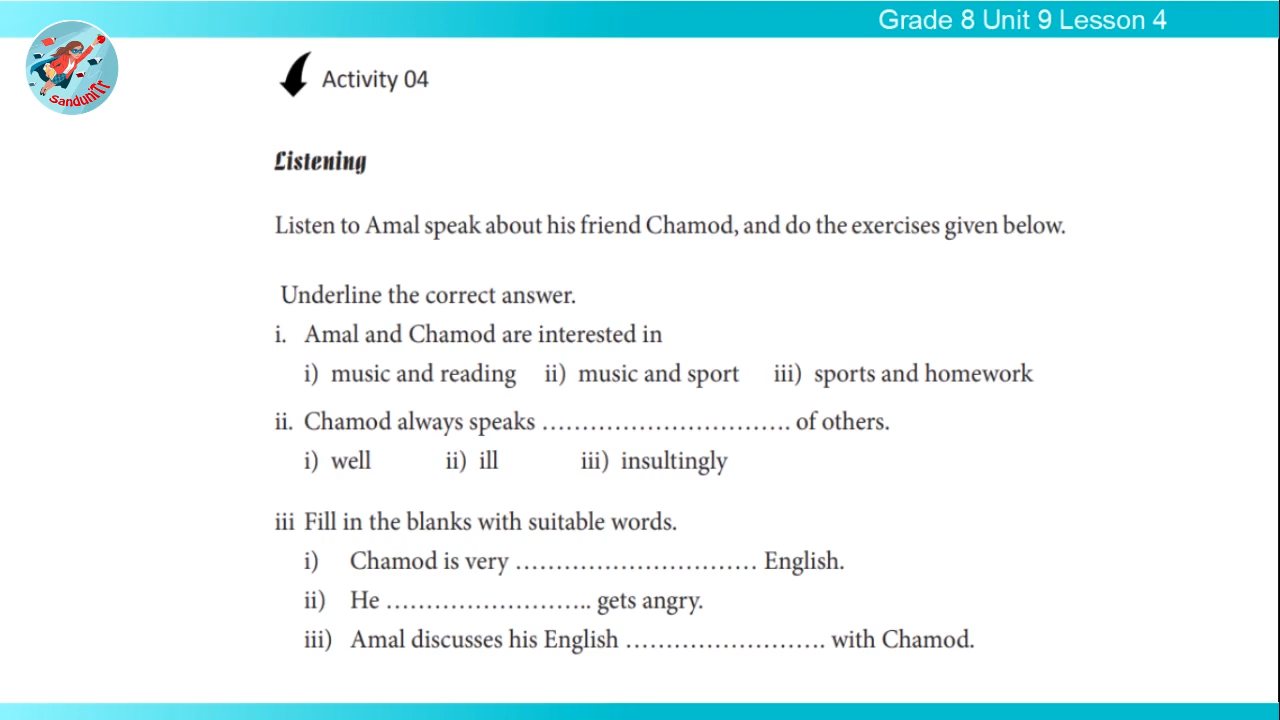 Grade 8 Unit 9 Lesson 4
SanduniTr
Activity 04
Listening
Listen to Amal speak about his friend Chamod, and do the exercises given below.
Underline the correct answer.
i. Amal and Chamod are interested in
i) music and reading ii) music and sport iii) sports and homework
ii. Chamod always speaks ............................... of others.
i) well ii) ill iii) insultingly
iii Fill in the blanks with suitable words.
i) Chamod is very .............................. English.
ii) He .......................... gets angry.
iii) Amal discusses his English ......................... with Chamod.